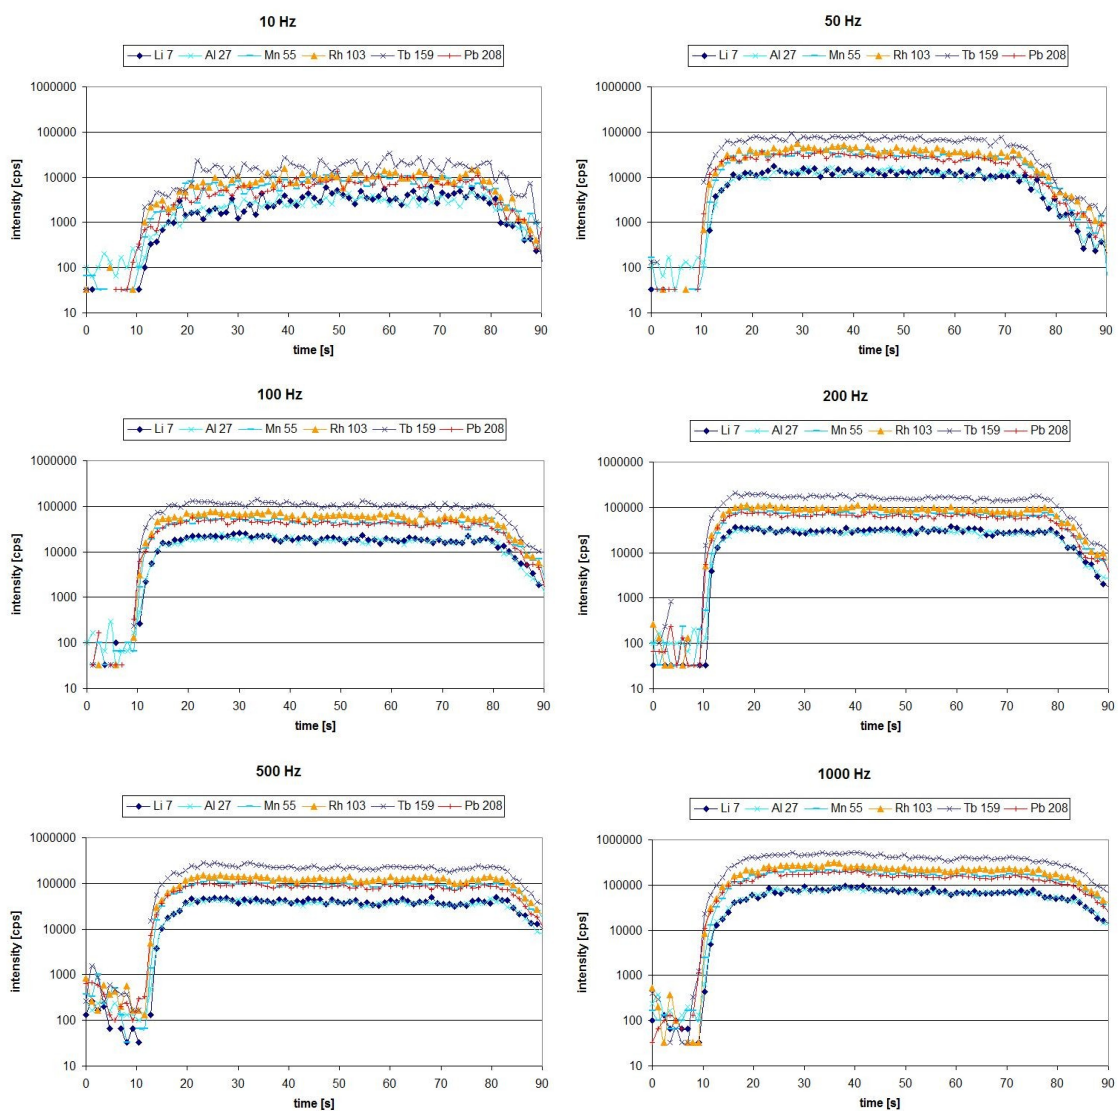 10 Hz
Li 7 Al 27 Mn 55 Rh 103 Tb 159 Pb 208
intensity [cps]
1000000
100000
10000
1000
100
10
0 10 20 30 40 50 60 70 80 90
time [s]
50 Hz
Li 7 Al 27 Mn 55 Rh 103 Tb 159 Pb 208
intensity [cps]
1000000
100000
10000
1000
100
10
0 10 20 30 40 50 60 70 80 90
time [s]
100 Hz
Li 7 Al 27 Mn 55 Rh 103 Tb 159 Pb 208
intensity [cps]
1000000
100000
10000
1000
100
10
0 10 20 30 40 50 60 70 80 90
time [s]
200 Hz
Li 7 Al 27 Mn 55 Rh 103 Tb 159 Pb 208
intensity [cps]
1000000
100000
10000
1000
100
10
0 10 20 30 40 50 60 70 80 90
time [s]
500 Hz
Li 7 Al 27 Mn 55 Rh 103 Tb 159 Pb 208
intensity [cps]
1000000
100000
10000
1000
100
10
0 10 20 30 40 50 60 70 80 90
time [s]
1000 Hz
Li 7 Al 27 Mn 55 Rh 103 Tb 159 Pb 208
intensity [cps]
1000000
100000
10000
1000
100
10
0 10 20 30 40 50 60 70 80 90
time [s]